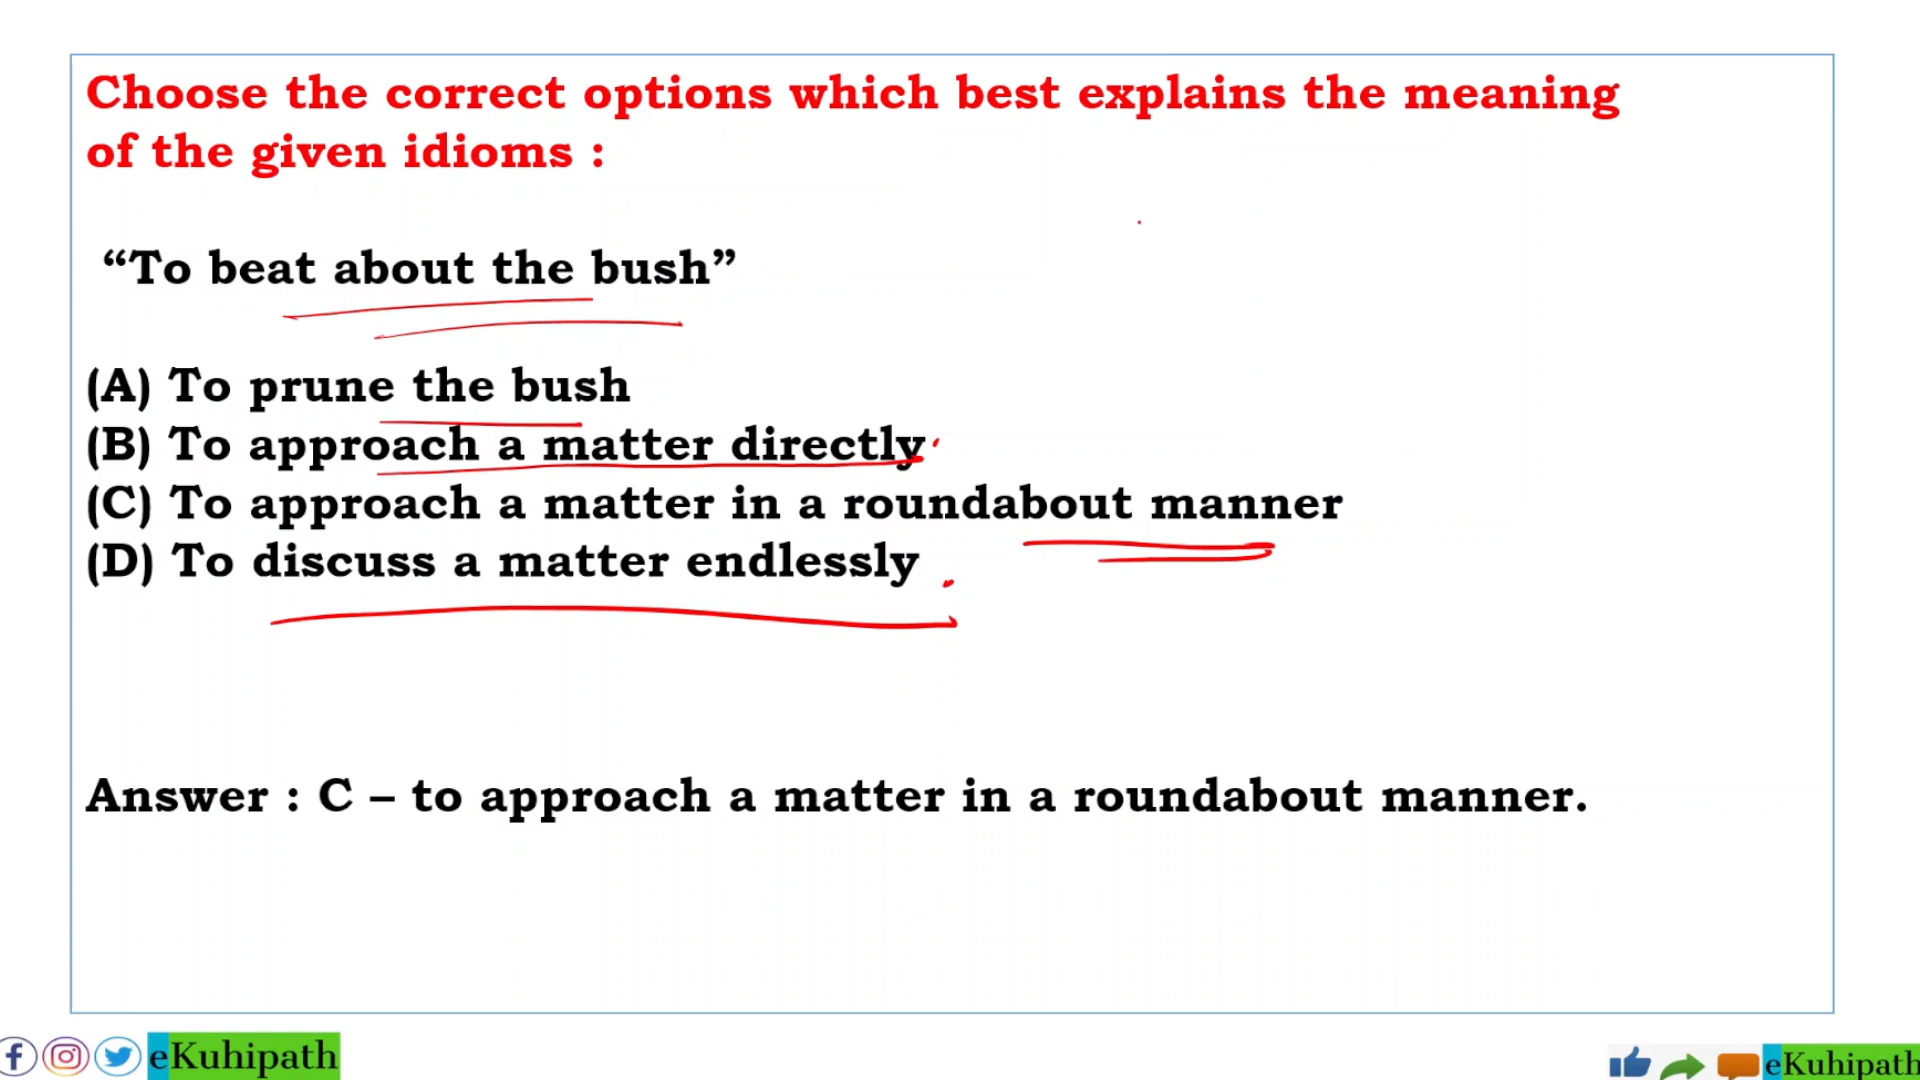 Choose the correct options which best explains the meaning
of the given idioms :
“To beat about the bush”
(A) To prune the bush
(B) To approach a matter directly
(C) To approach a matter in a roundabout manner
(D) To discuss a matter endlessly
Answer : C – to approach a matter in a roundabout manner.
eKuhipath
eKuhipath